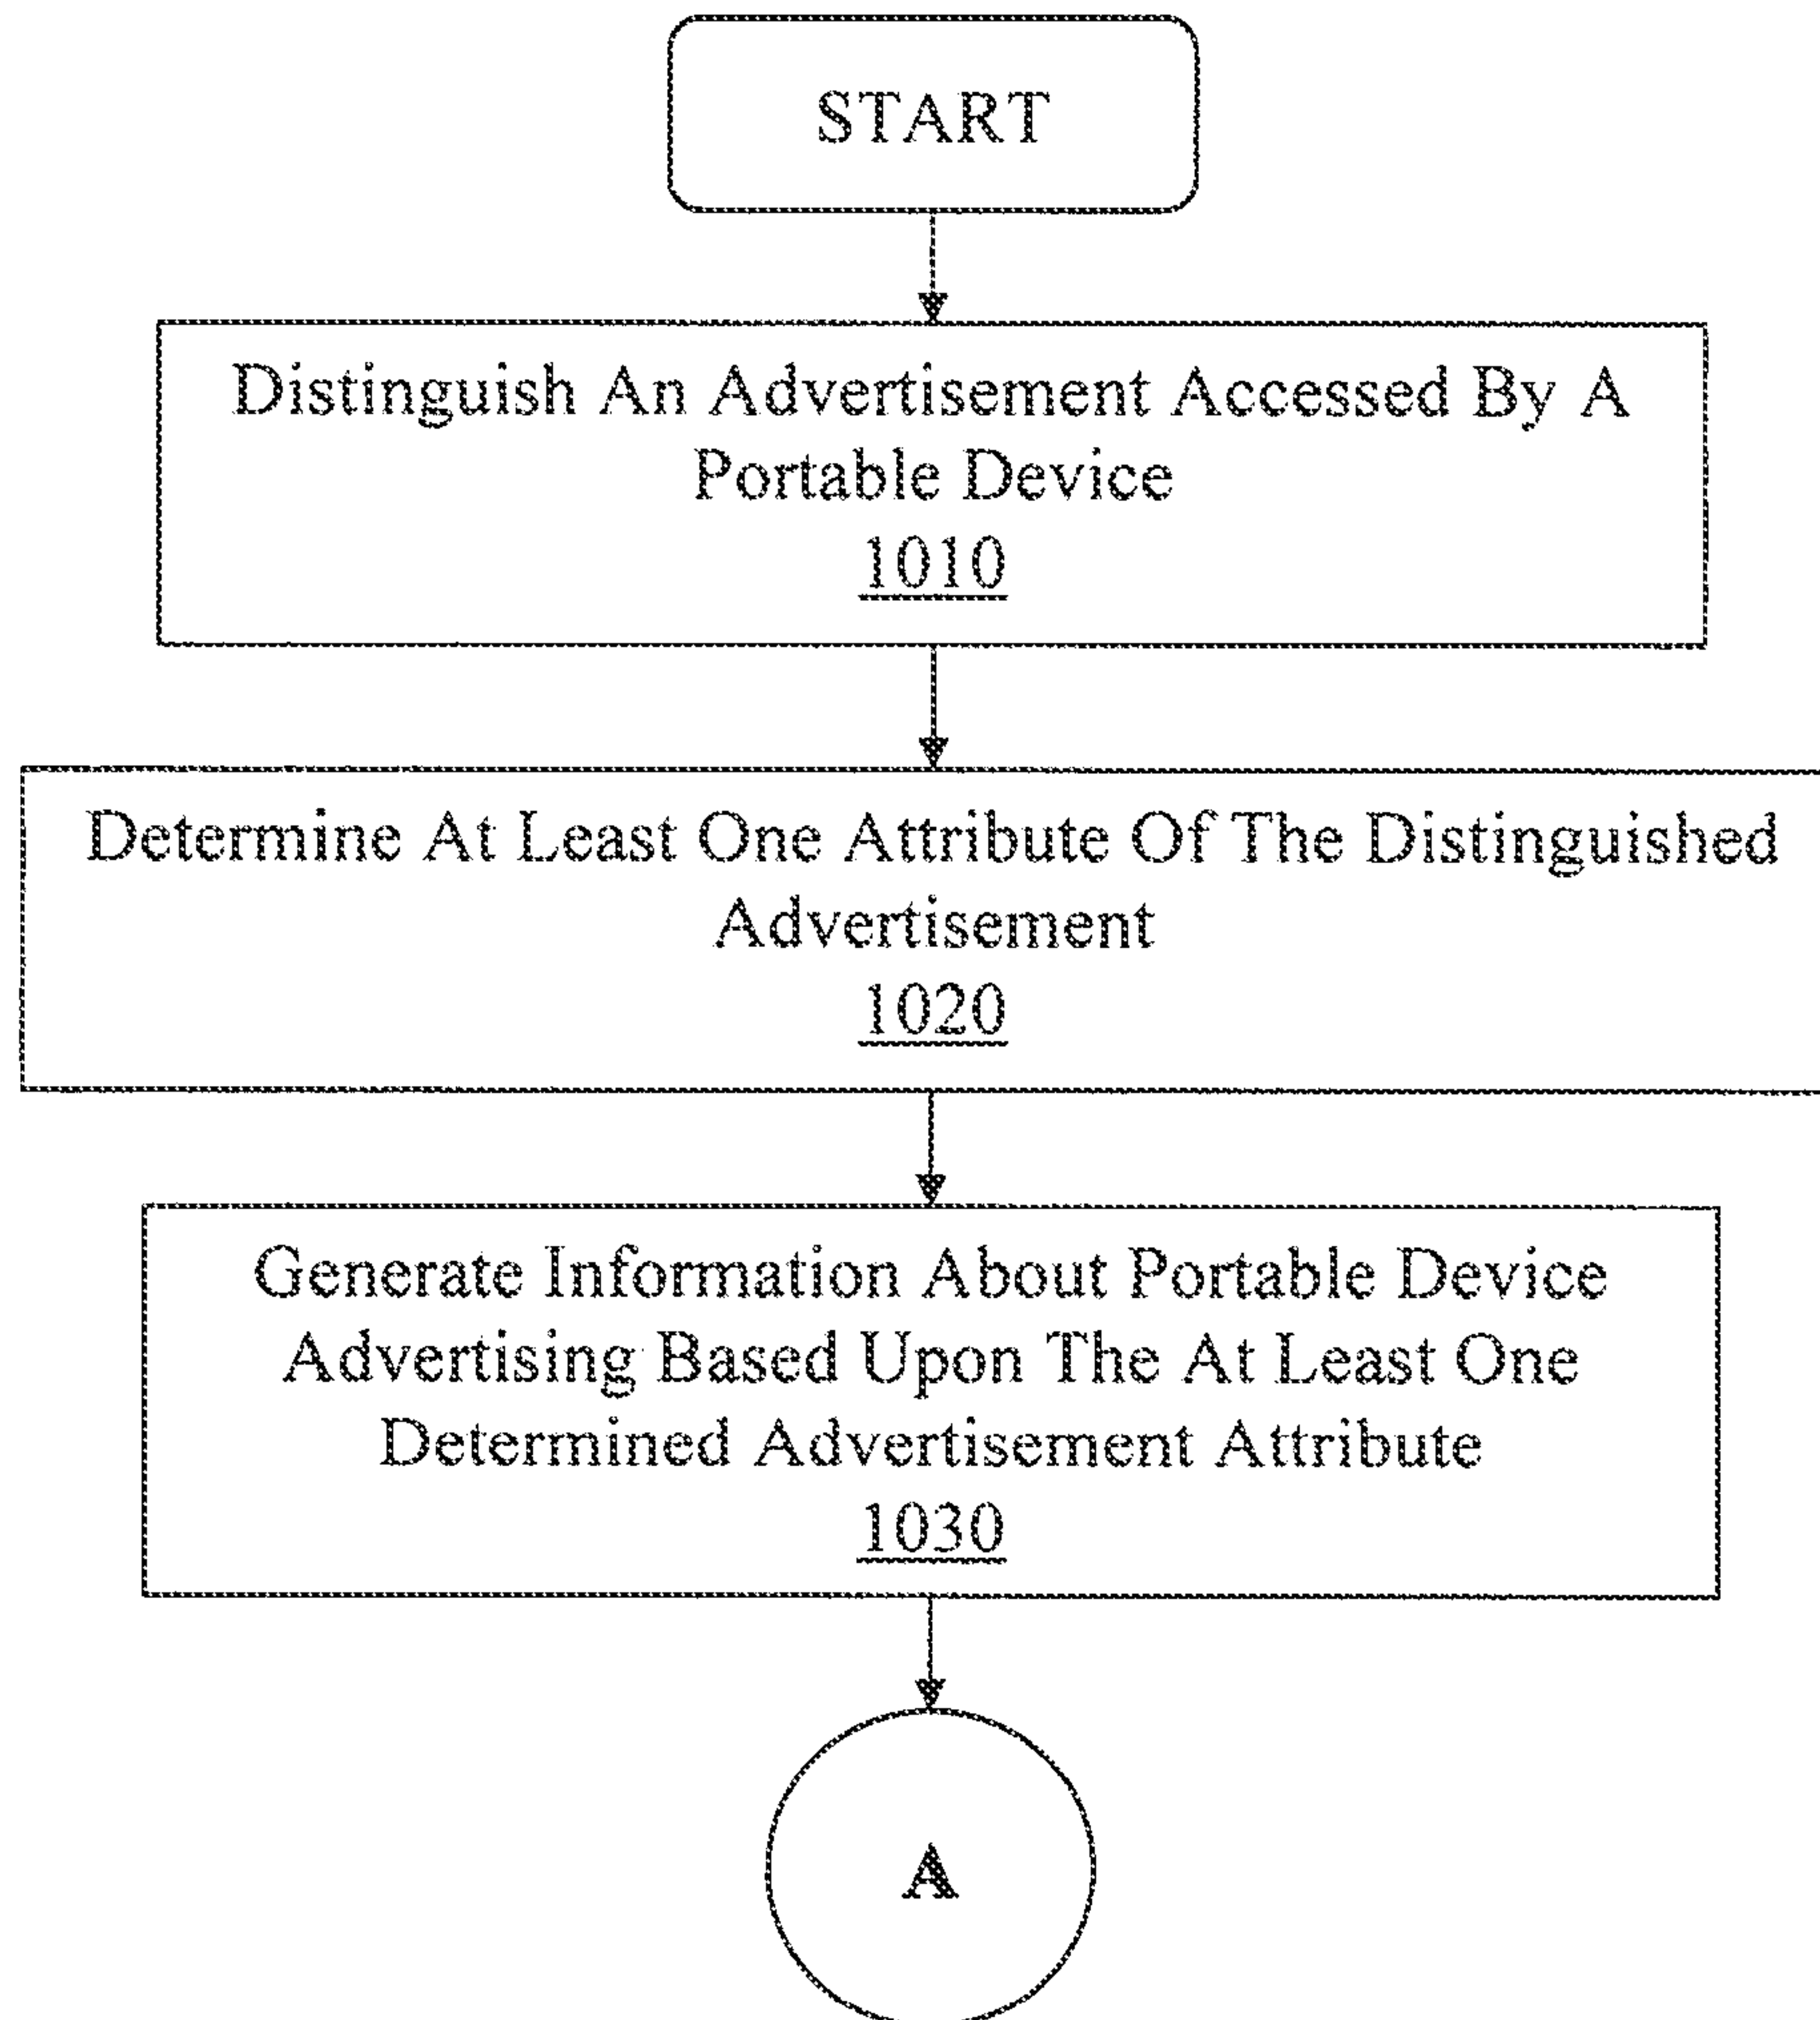 START
Distinguish An Advertisement Accessed By A
Portable Device
1010
Determine At Least One Attribute Of The Distinguished
Advertisement
1020
Generate Information About Portable Device
Advertising Based Upon The At Least One
Determined Advertisement Attribute
1030
A